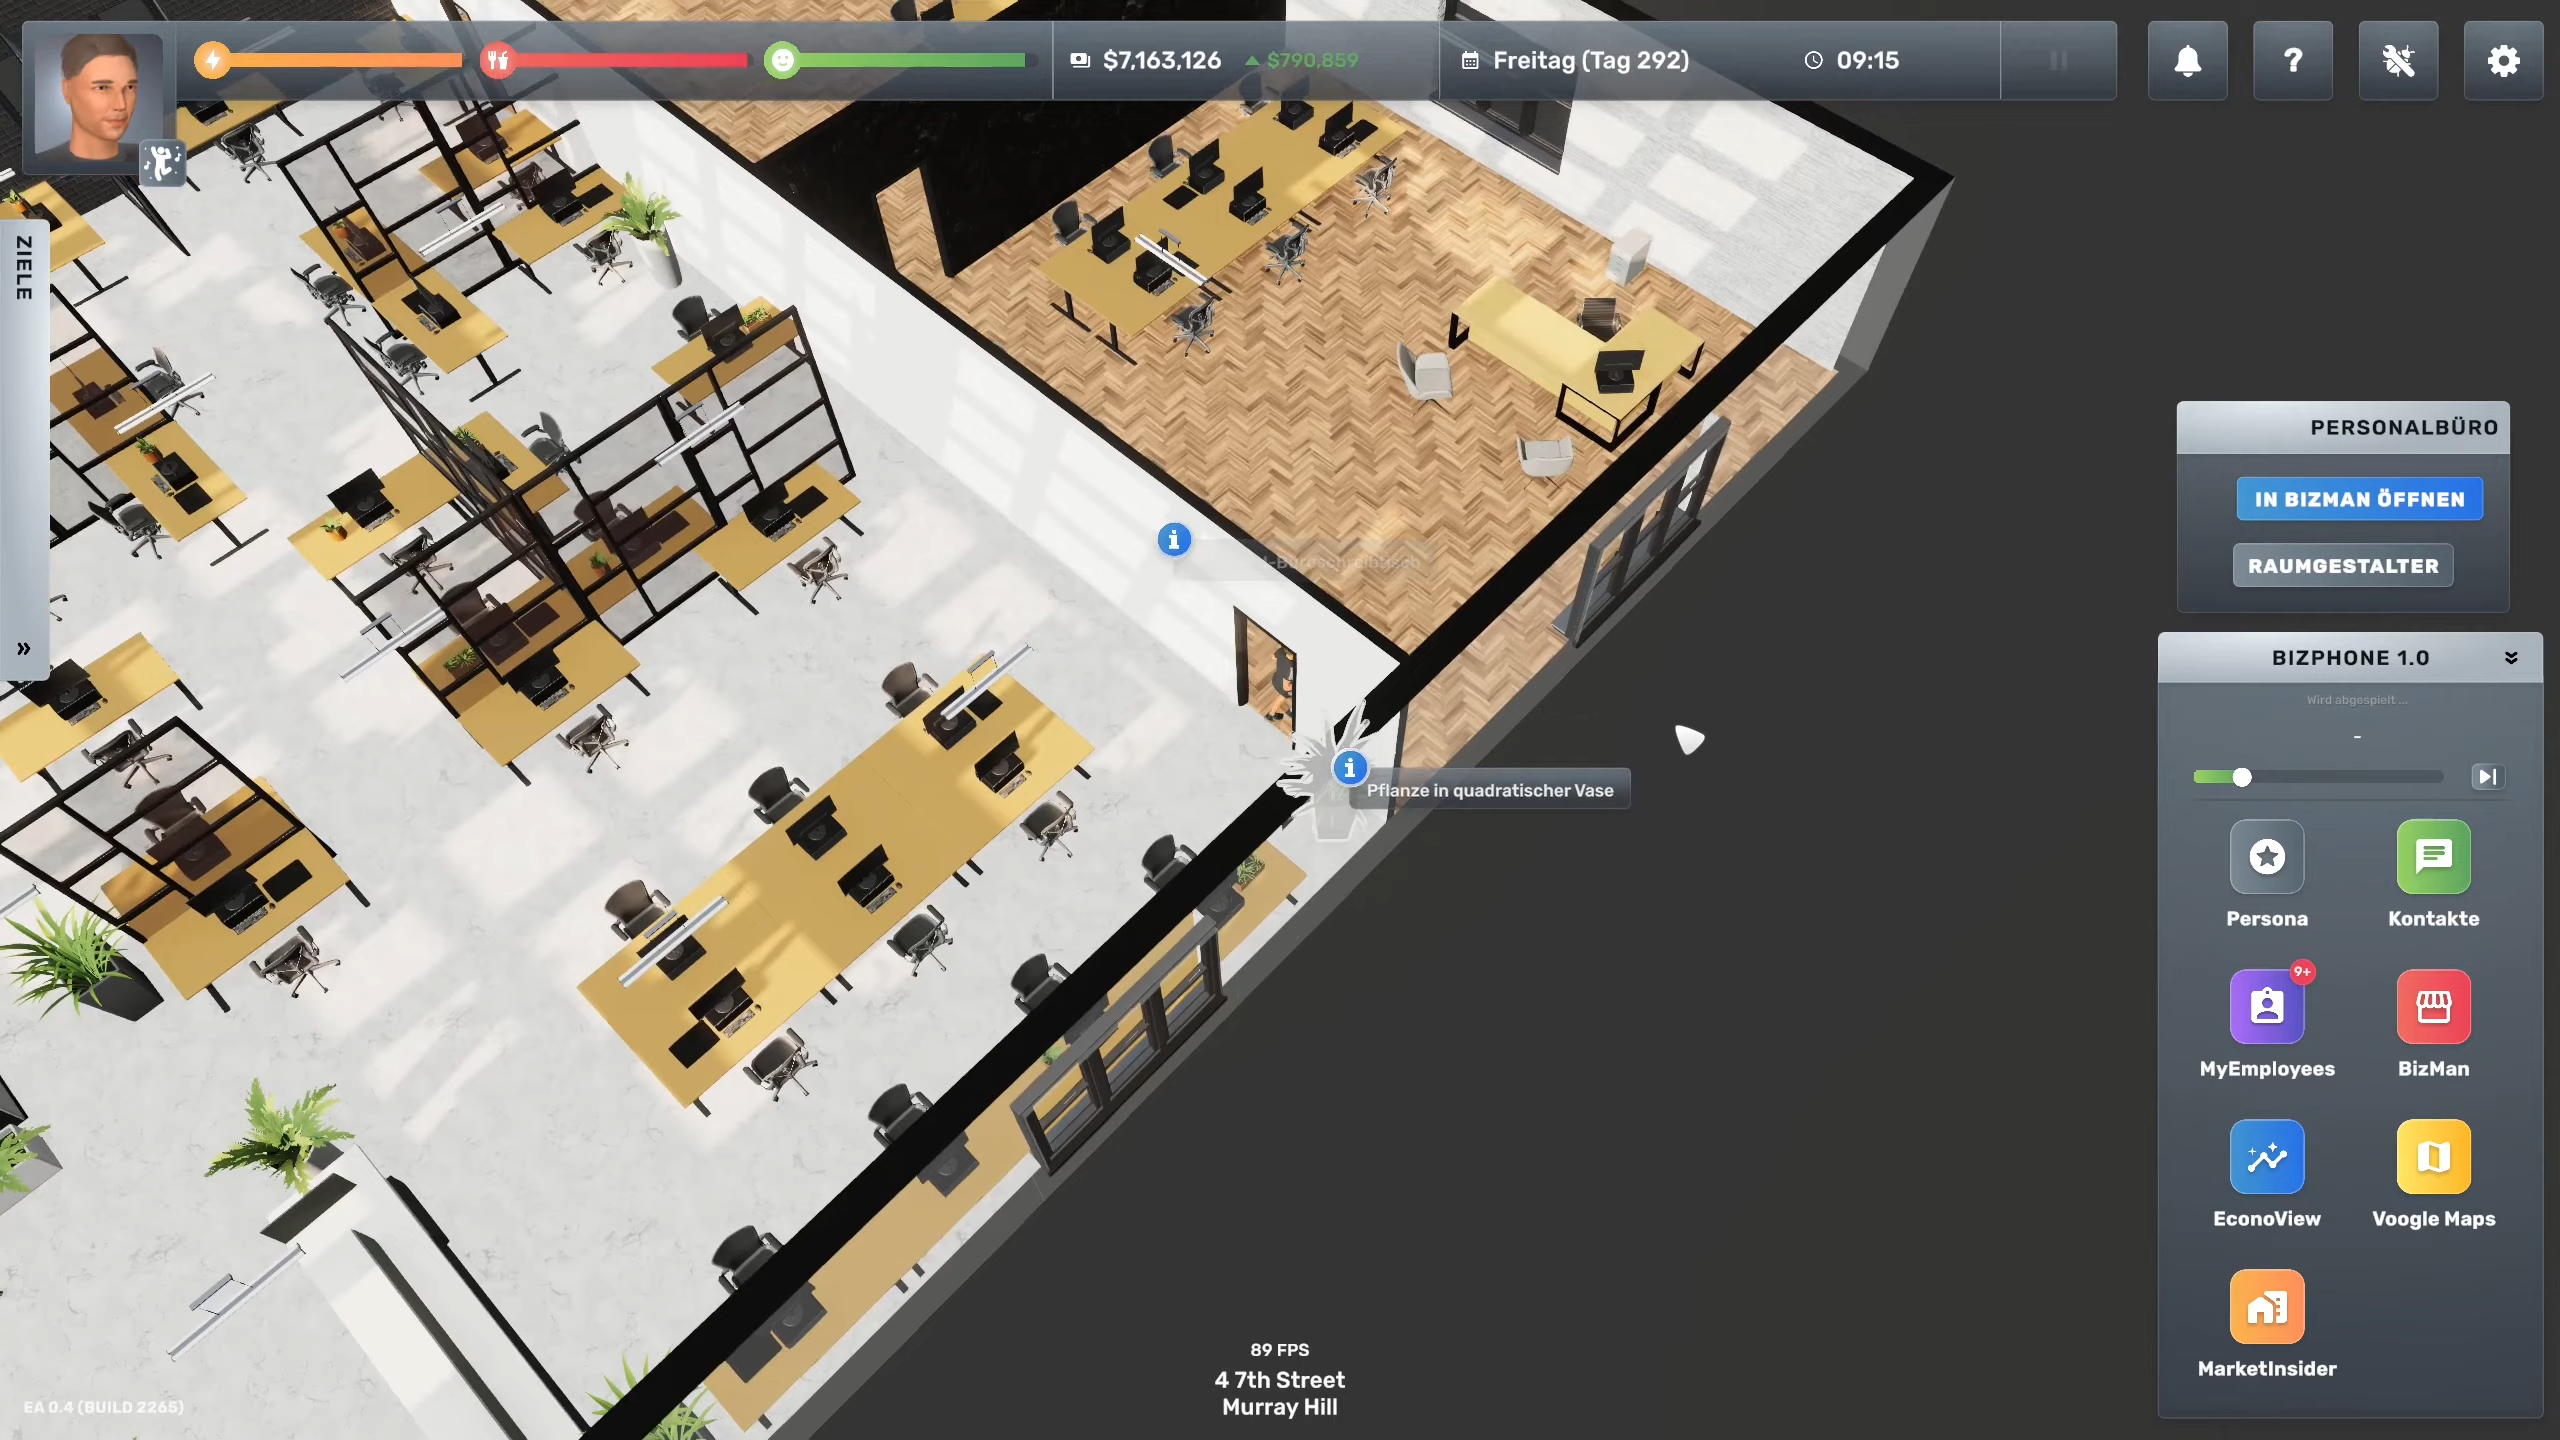 $7,163,126
$790,859
Freitag (Tag 292)
09:15
?
ZIELE
PERSONALBÜRO
IN BIZMAN ÖFFNEN
RAUMGESTALTER
BIZPHONE 1.0
Wird abgespielt ...
-
Pflanze in quadratischer Vase
Persona
Kontakte
9+
MyEmployees
BizMan
EconoView
Voogle Maps
MarketInsider
89 FPS
4 7th Street
Murray Hill
EA 0.4 (BUILD 2265)